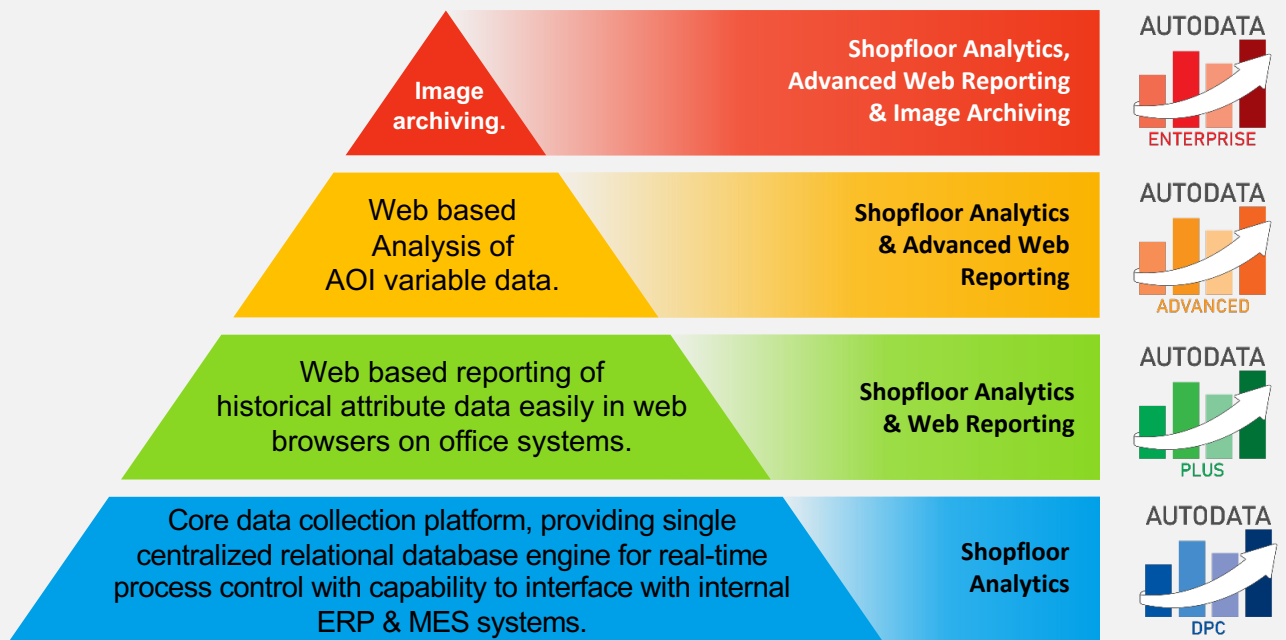 Image
archiving.
Shopfloor Analytics,
Advanced Web Reporting
& Image Archiving
AUTODATA
ENTERPRISE
Web based
Analysis of
AOI variable data.
Shopfloor Analytics
& Advanced Web
Reporting
AUTODATA
ADVANCED
Web based reporting of
historical attribute data easily in web
browsers on office systems.
Shopfloor Analytics
& Web Reporting
AUTODATA
PLUS
Core data collection platform, providing single
centralized relational database engine for real-time
process control with capability to interface with internal
ERP & MES systems.
Shopfloor
Analytics
AUTODATA
DPC